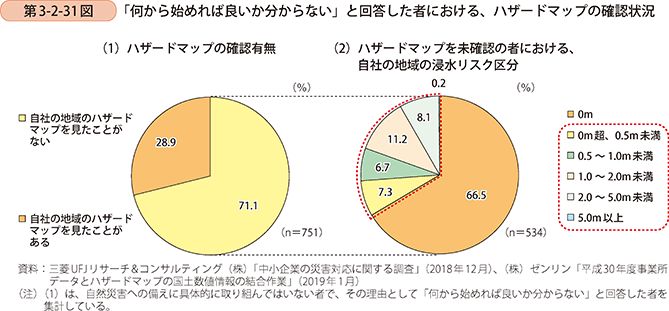 第3-2-31図
「何から始めれば良いか分からない」と回答した者における、ハザードマップの確認状況
（1）ハザードマップの確認有無
（2）ハザードマップを未確認の者における、
自社の地域の浸水リスク区分
（%）
自社の地域のハザード
マップを見たことが
ない
28.9
71.1
自社の地域のハザード
マップを見たことが
ある
（n=751）
（%）
0.2
8.1
11.2
6.7
7.3
66.5
（n=534）
0m
0m超、0.5m未満
0.5～1.0m未満
1.0～2.0m未満
2.0～5.0m未満
5.0m以上
資料：三菱UFJリサーチ&コンサルティング（株）「中小企業の災害対応に関する調査」（2018年12月）、（株）ゼンリン「平成30年度事業所
データとハザードマップの国土数値情報の結合作業」（2019年1月）
（注）（1）は、自然災害への備えに具体的に取り組んではいない者で、その理由として「何から始めれば良いか分からない」と回答した者を
集計している。